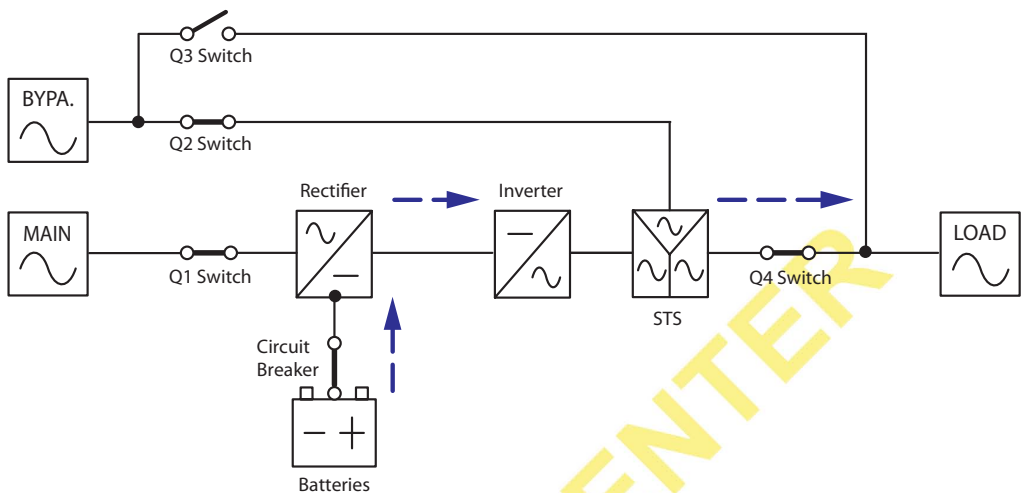 Q3 Switch
BYPA.
Q2 Switch
Rectifier
Inverter
MAIN
LOAD
Q1 Switch
Q4 Switch
STS
Circuit
Breaker
Batteries
ENTER